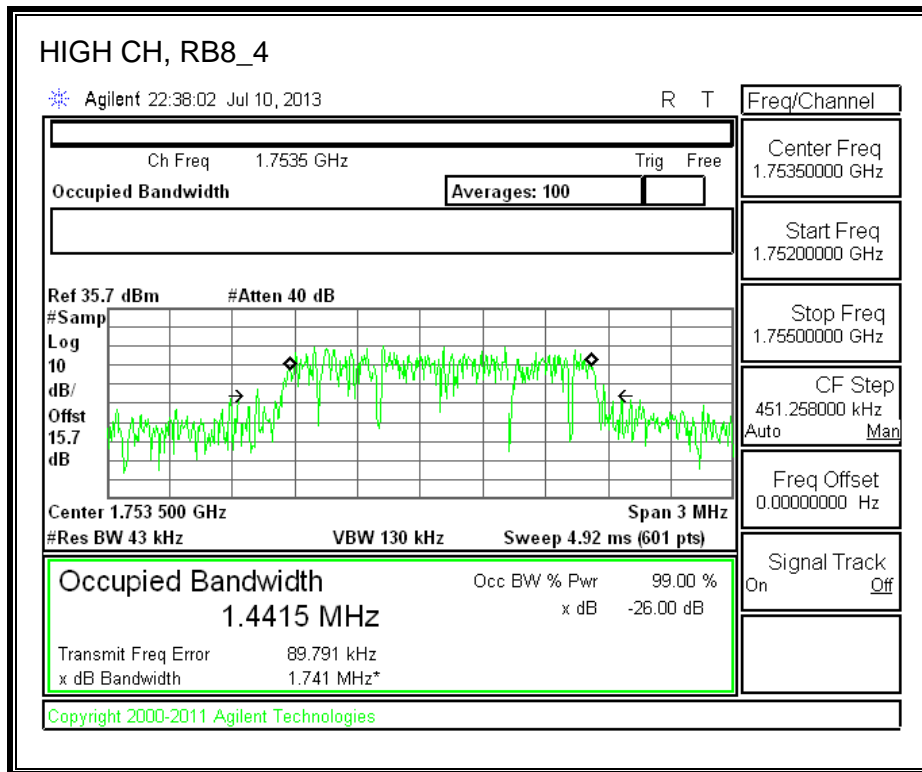 HIGH CH, RB8_4
Agilent 22:38:02 Jul 10, 2013 R T
Freq/Channel
Ch Freq 1.7535 GHz Trig Free
Occupied Bandwidth Averages: 100
Center Freq
1.75350000 GHz
Start Freq
1.75200000 GHz
Stop Freq
1.75500000 GHz
CF Step
451.258000 kHz
Auto Man
Freq Offset
0.00000000 Hz
Signal Track
On Off
Ref 35.7 dBm #Atten 40 dB
#Samp
Log
10
dB/
Offst
15.7
dB
Center 1.753 500 GHz Span 3 MHz
#Res BW 43 kHz VBW 130 kHz Sweep 4.92 ms (601 pts)
Occupied Bandwidth Occ BW % Pwr 99.00 %
1.4415 MHz x dB -26.00 dB
Transmit Freq Error 89.791 kHz
x dB Bandwidth 1.741 MHz*
Copyright 2000-2011 Agilent Technologies